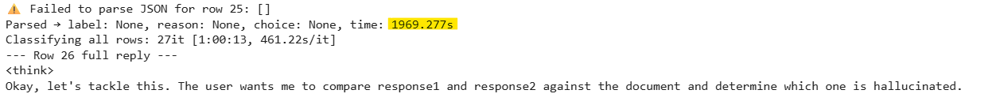 ⚠️ Failed to parse JSON for row 25: []
Parsed → label: None, reason: None, choice: None, time: 1969.277s
Classifying all rows: 27it [1:00:13, 461.22s/it]
--- Row 26 full reply ---
<think>
Okay, let's tackle this. The user wants me to compare response1 and response2 against the document and determine which one is hallucinated.